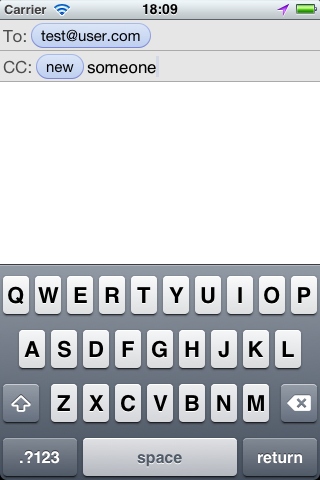 Carrier 18:09
To: test@user.com
CC: new someone
Q W E R T Y U I O P
A S D F G H J K L
Z X C V B N M
.?123 space return